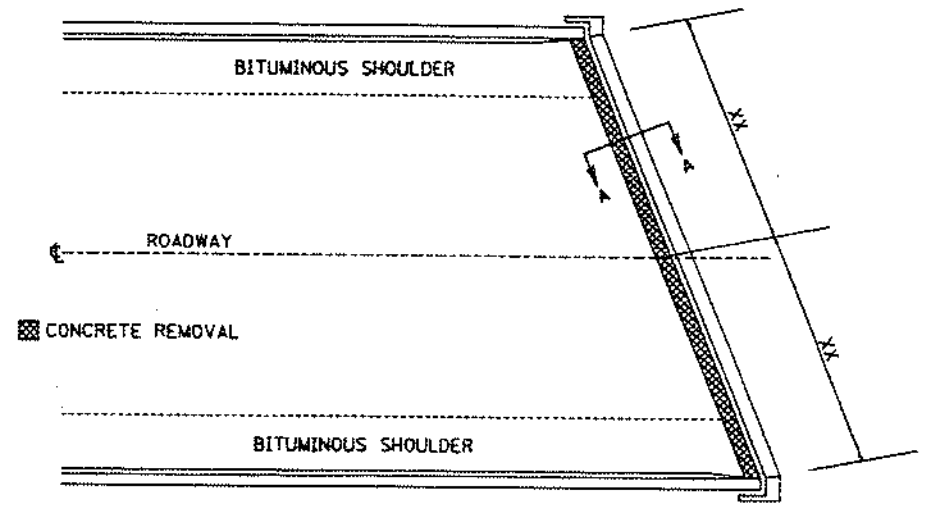 BITUMINOUS SHOULDER
XX
A
A
ROADWAY
℄
CONCRETE REMOVAL
XX
BITUMINOUS SHOULDER